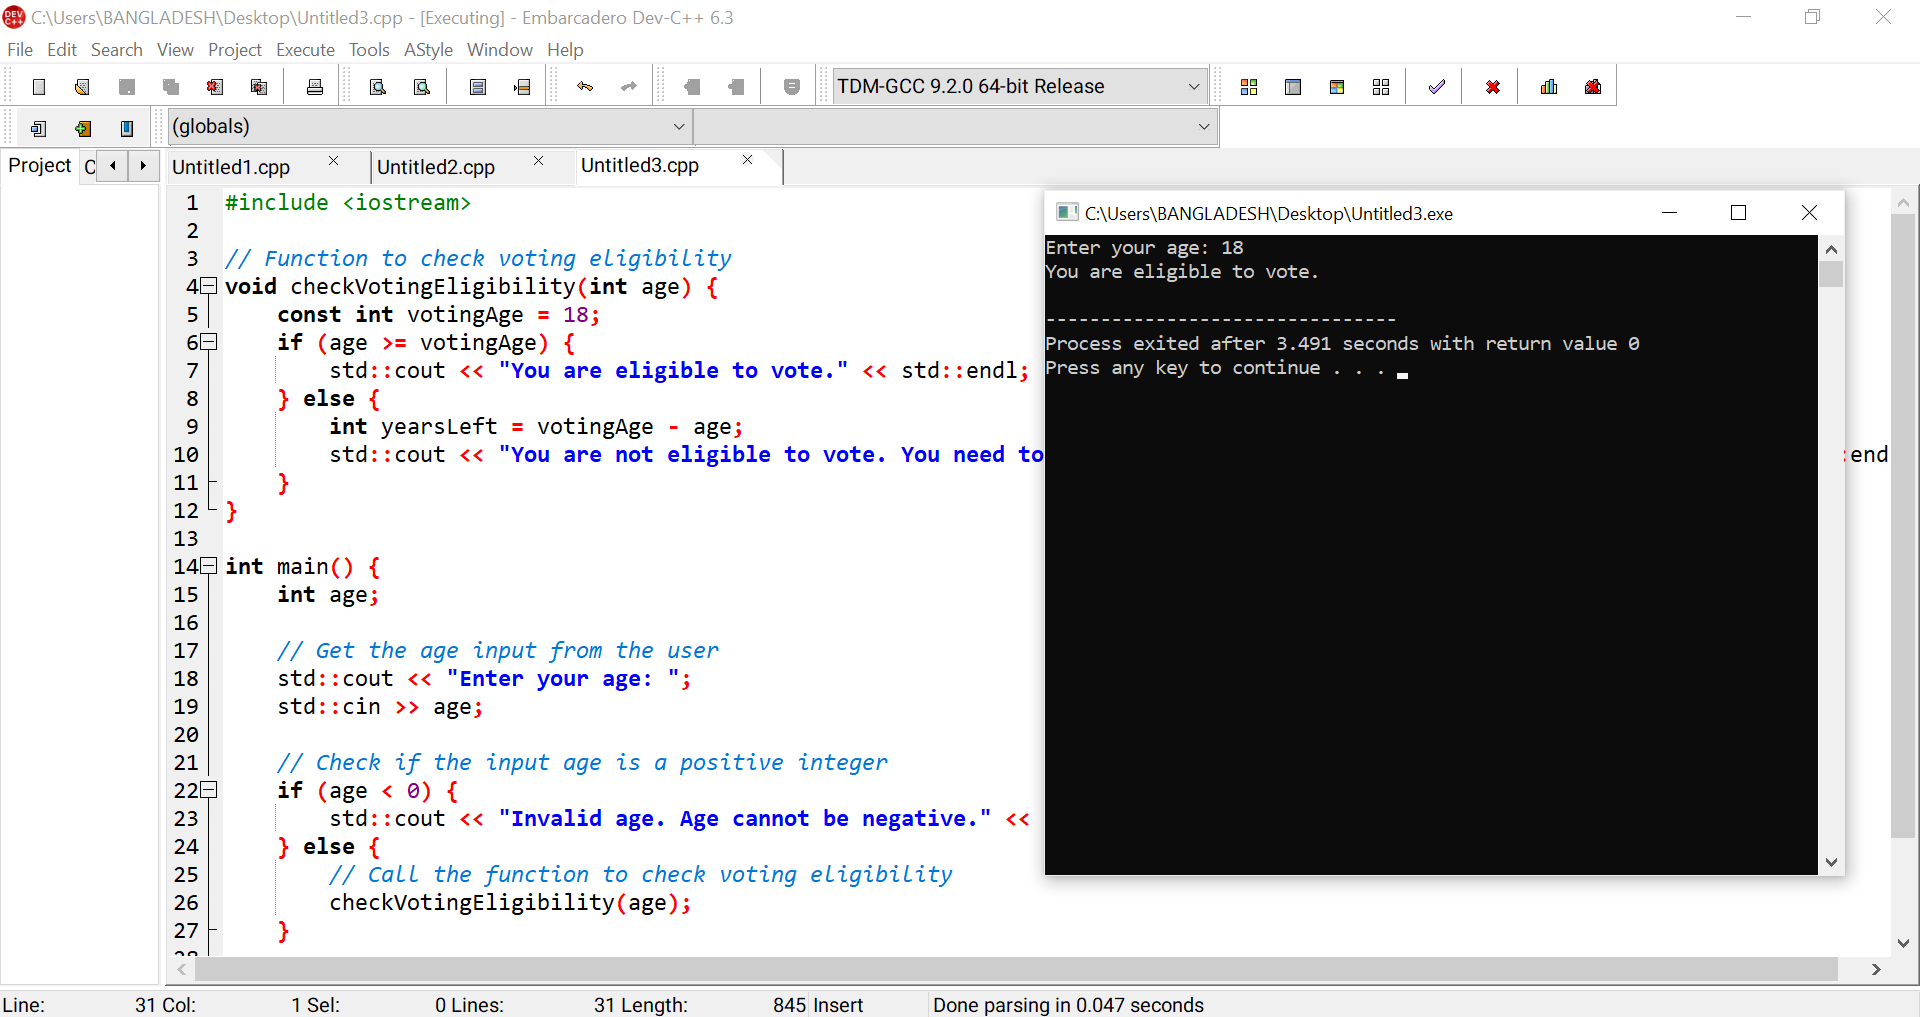 C:\Users\BANGLADESH\Desktop\Untitled3.cpp - [Executing] - Embarcadero Dev-C++ 6.3
File Edit Search View Project Execute Tools AStyle Window Help
TDM-GCC 9.2.0 64-bit Release
(globals)
Project C Untitled1.cpp Untitled2.cpp Untitled3.cpp
1 #include <iostream>
2
3 // Function to check voting eligibility
4 void checkVotingEligibility(int age) {
5 const int votingAge = 18;
6 if (age >= votingAge) {
7 std::cout << "You are eligible to vote." << std::endl;
8 } else {
9 int yearsLeft = votingAge - age;
10 std::cout << "You are not eligible to vote. You need to :end
11 }
12 }
13
14 int main() {
15 int age;
16
17 // Get the age input from the user
18 std::cout << "Enter your age: ";
19 std::cin >> age;
20
21 // Check if the input age is a positive integer
22 if (age < 0) {
23 std::cout << "Invalid age. Age cannot be negative." <<
24 } else {
25 // Call the function to check voting eligibility
26 checkVotingEligibility(age);
27 }
C:\Users\BANGLADESH\Desktop\Untitled3.exe
Enter your age: 18
You are eligible to vote.
--------------------------------
Process exited after 3.491 seconds with return value 0
Press any key to continue . . .
Line: 31 Col: 1 Sel: 0 Lines: 31 Length: 845 Insert Done parsing in 0.047 seconds